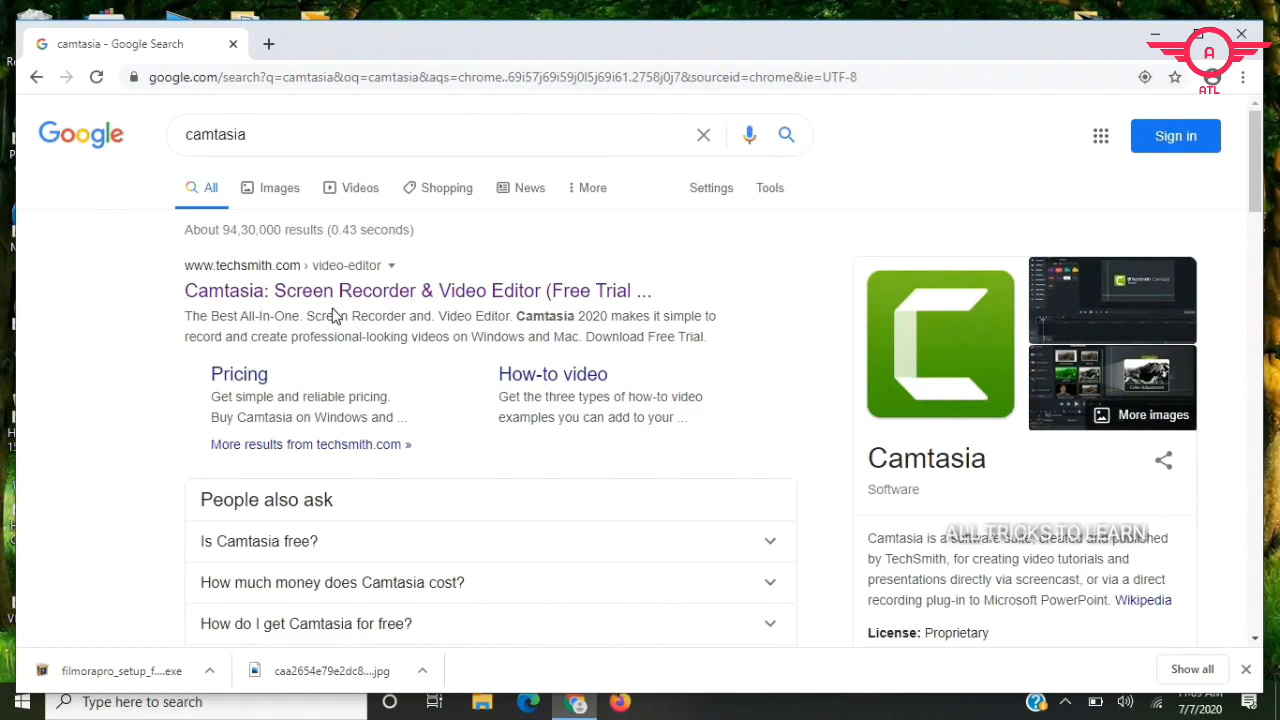 camtasia - Google Search
google.com/search?q=camtasia&oq=camtasia&aqs=chrome..69i57j69i59j0l5j69i61.2758j0j7&sourceid=chrome&ie=UTF-8
A
ATL
Google
camtasia
Sign in
All
Images
Videos
Shopping
News
More
Settings
Tools
About 94,30,000 results (0.43 seconds)
www.techsmith.com › video-editor
Camtasia: Screen Recorder & Video Editor (Free Trial ...
The Best All-In-One. Screen Recorder and. Video Editor. Camtasia 2020 makes it simple to
record and create professional-looking videos on Windows and Mac. Download Free Trial.
Pricing
Get simple and reliable pricing.
Buy Camtasia on Windows and ...
How-to video
Get the three types of how-to video
examples you can add to your ...
More results from techsmith.com »
People also ask
Is Camtasia free?
How much money does Camtasia cost?
How do I get Camtasia for free?
More images
Camtasia
Software
ALL TRICKS TO LEARN
Camtasia is a software suite, created and published
by TechSmith, for creating video tutorials and
presentations directly via screencast, or via a direct
recording plug-in to Microsoft PowerPoint. Wikipedia
License: Proprietary
filmorapro_setup_f....exe
caa2654e79e2dc8....jpg
Show all
Type here to search
7/7/2020